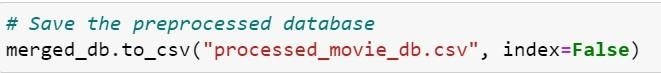 # Save the preprocessed database
merged_db.to_csv("processed_movie_db.csv", index=False)